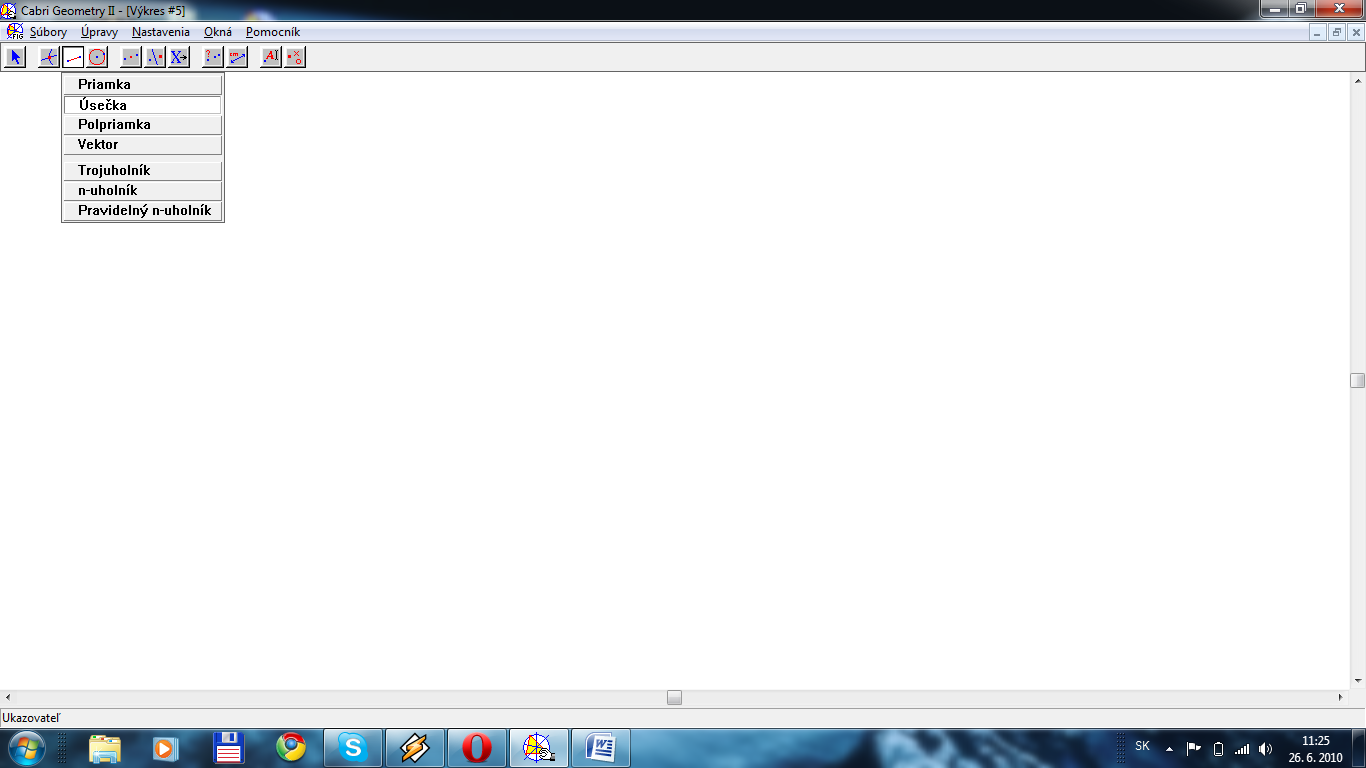 Cabri Geometry II - [Výkres #5]
Súbory Úpravy Nastavenia Okná Pomocník
Priamka
Úsečka
Polpriamka
Vektor
Trojuholník
n-uholník
Pravidelný n-uholník
Ukazovateľ
SK
11:25
26. 6. 2010